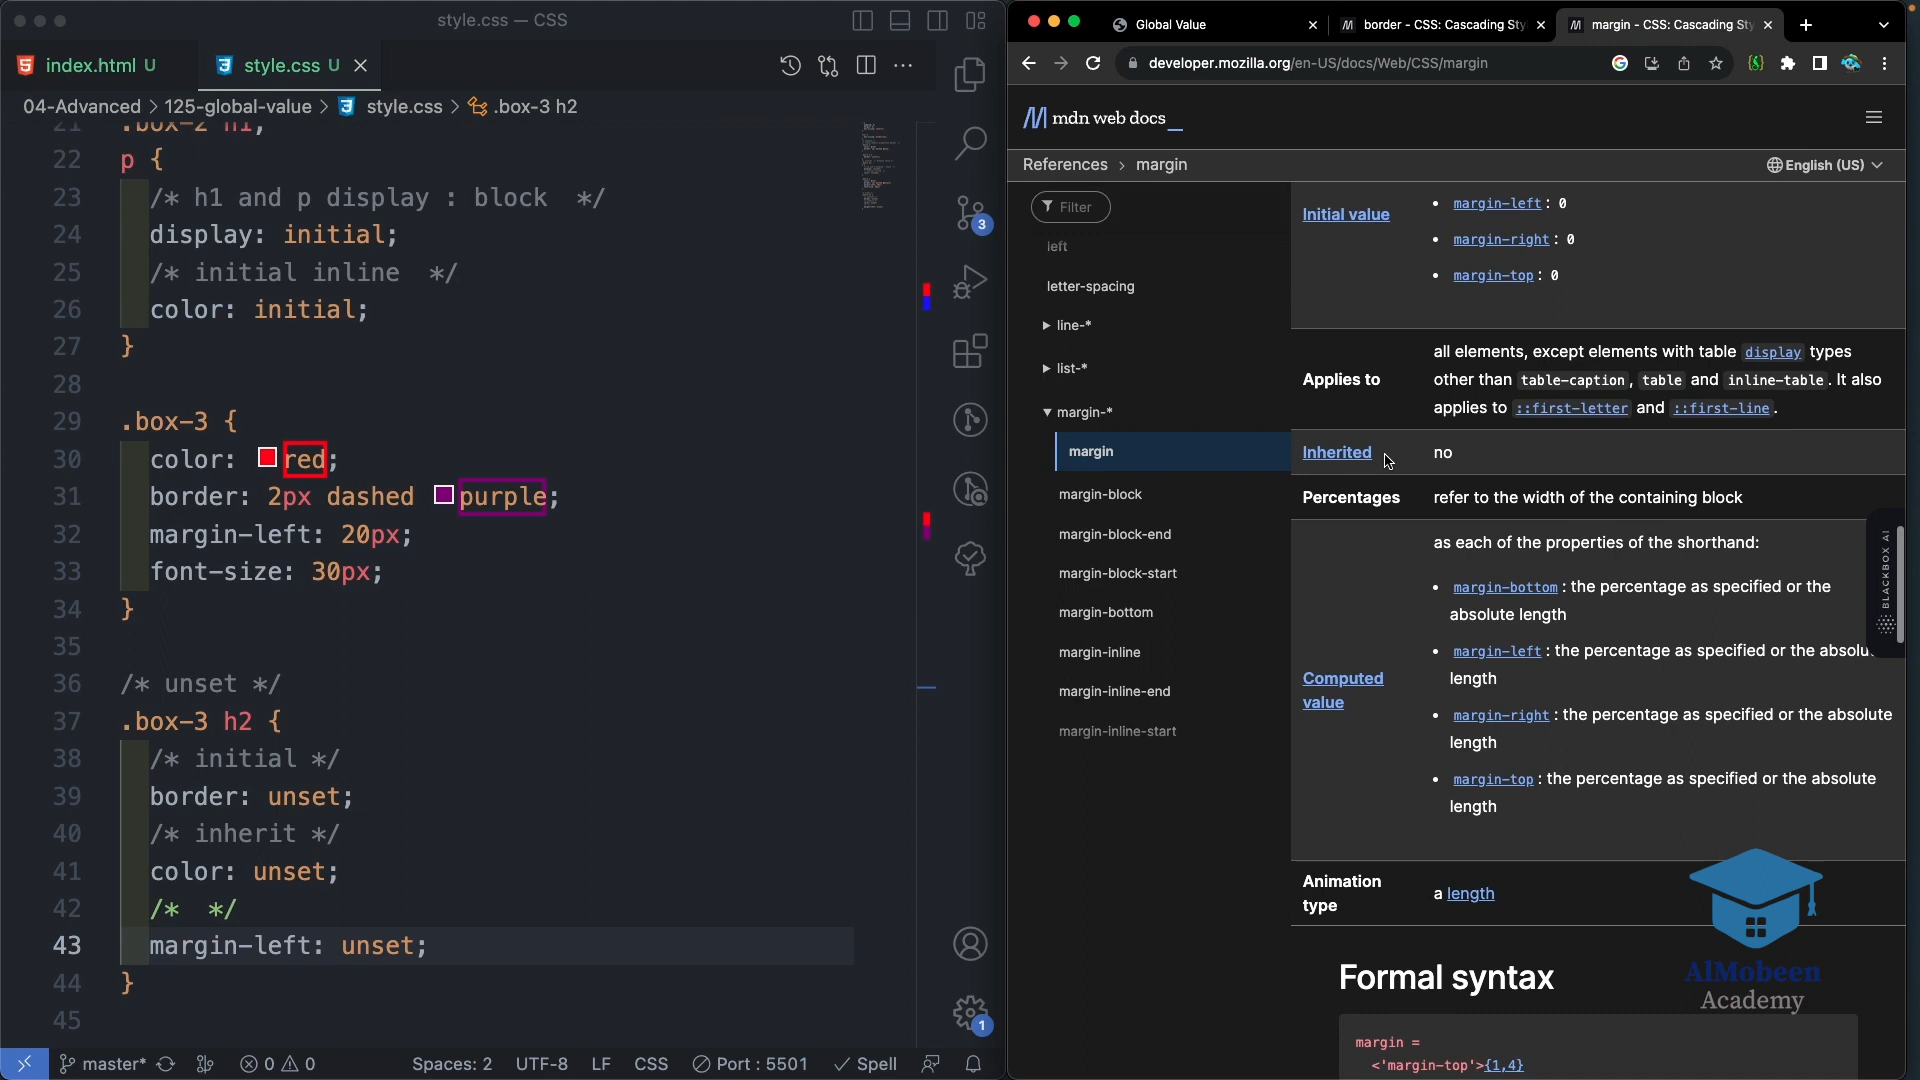 style.css — CSS
index.html U
style.css U
04-Advanced > 125-global-value > style.css > .box-3 h2
21 .box-2 h1,
22 p {
23 /* h1 and p display : block */
24 display: initial;
25 /* initial inline */
26 color: initial;
27 }
28
29 .box-3 {
30 color: red;
31 border: 2px dashed purple;
32 margin-left: 20px;
33 font-size: 30px;
34 }
35
36 /* unset */
37 .box-3 h2 {
38 /* initial */
39 border: unset;
40 /* inherit */
41 color: unset;
42 /* */
43 margin-left: unset;
44 }
45
3
1
master*
0 0
Spaces: 2
UTF-8
LF
CSS
Port : 5501
Spell
Global Value
border - CSS: Cascading Sty
margin - CSS: Cascading Sty
developer.mozilla.org/en-US/docs/Web/CSS/margin
mdn web docs_
References > margin
English (US)
Filter
left
letter-spacing
line-*
list-*
margin-*
margin
margin-block
margin-block-end
margin-block-start
margin-bottom
margin-inline
margin-inline-end
margin-inline-start
Initial value
• margin-left: 0
• margin-right: 0
• margin-top: 0
Applies to
all elements, except elements with table display types
other than table-caption, table and inline-table. It also
applies to ::first-letter and ::first-line.
Inherited
no
Percentages
refer to the width of the containing block
Computed
value
as each of the properties of the shorthand:
• margin-bottom: the percentage as specified or the
absolute length
• margin-left: the percentage as specified or the absolu
length
• margin-right: the percentage as specified or the absolute
length
• margin-top: the percentage as specified or the absolute
length
Animation
type
a length
BLACKBOX AI
Formal syntax
margin =
<'margin-top'>{1,4}
AlMobeen
Academy